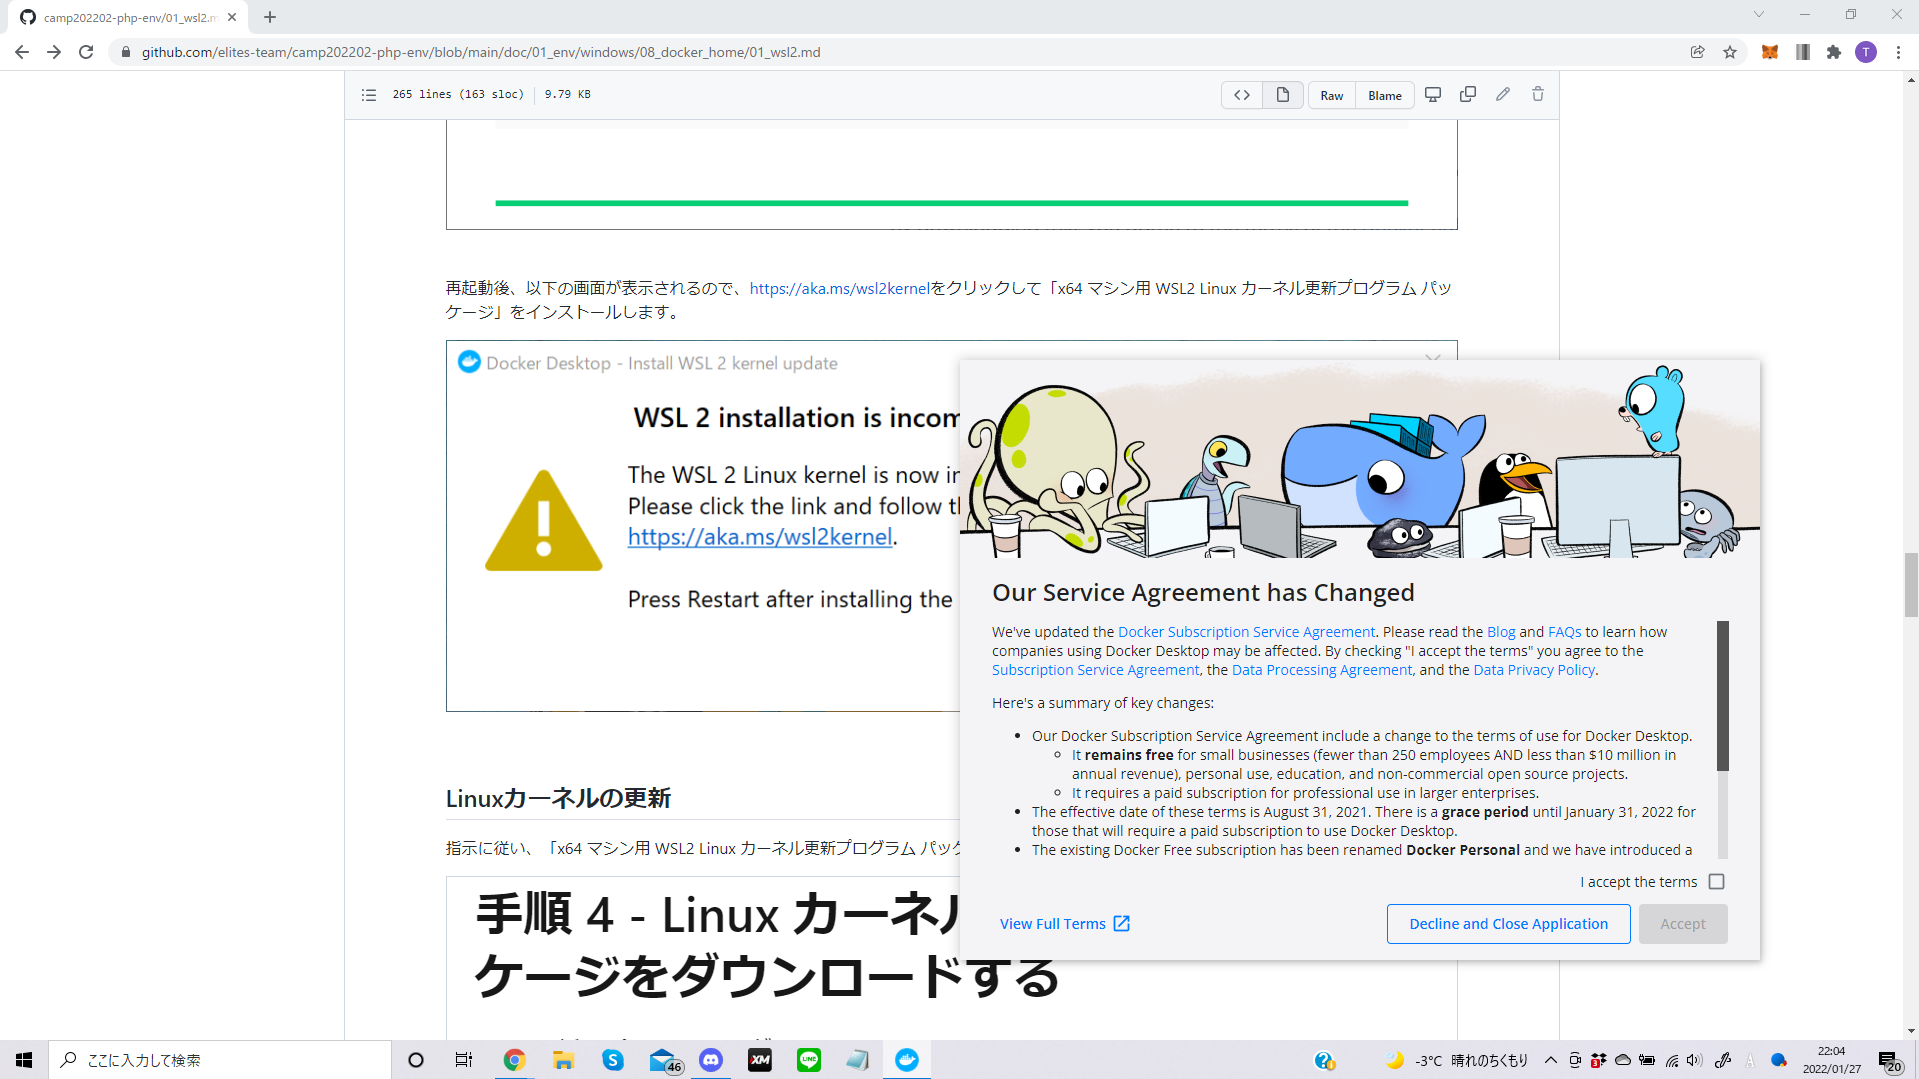 camp202202-php-env/01_wsl2.m
github.com/elites-team/camp202202-php-env/blob/main/doc/01_env/windows/08_docker_home/01_wsl2.md
T
265 lines (163 sloc) 9.79 KB
Raw Blame
再起動後、以下の画面が表示されるので、https://aka.ms/wsl2kernelをクリックして「x64 マシン用 WSL2 Linux カーネル更新プログラム パッ
ケージ」をインストールします。
Docker Desktop - Install WSL 2 kernel update
WSL 2 installation is incom
The WSL 2 Linux kernel is now in
Please click the link and follow th
https://aka.ms/wsl2kernel.
Press Restart after installing the
Linuxカーネルの更新
指示に従い、「x64 マシン用 WSL2 Linux カーネル更新プログラム パック
手順 4 - Linux カーネル
ケージをダウンロードする
Our Service Agreement has Changed
We've updated the Docker Subscription Service Agreement. Please read the Blog and FAQs to learn how
companies using Docker Desktop may be affected. By checking "I accept the terms" you agree to the
Subscription Service Agreement, the Data Processing Agreement, and the Data Privacy Policy.
Here's a summary of key changes:
Our Docker Subscription Service Agreement include a change to the terms of use for Docker Desktop.
It remains free for small businesses (fewer than 250 employees AND less than $10 million in
annual revenue), personal use, education, and non-commercial open source projects.
It requires a paid subscription for professional use in larger enterprises.
The effective date of these terms is August 31, 2021. There is a grace period until January 31, 2022 for
those that will require a paid subscription to use Docker Desktop.
The existing Docker Free subscription has been renamed Docker Personal and we have introduced a
I accept the terms
View Full Terms
Decline and Close Application
Accept
ここに入力して検索
46
XM
LINE
-3°C 晴れのちくもり
3
A
22:04
2022/01/27
20